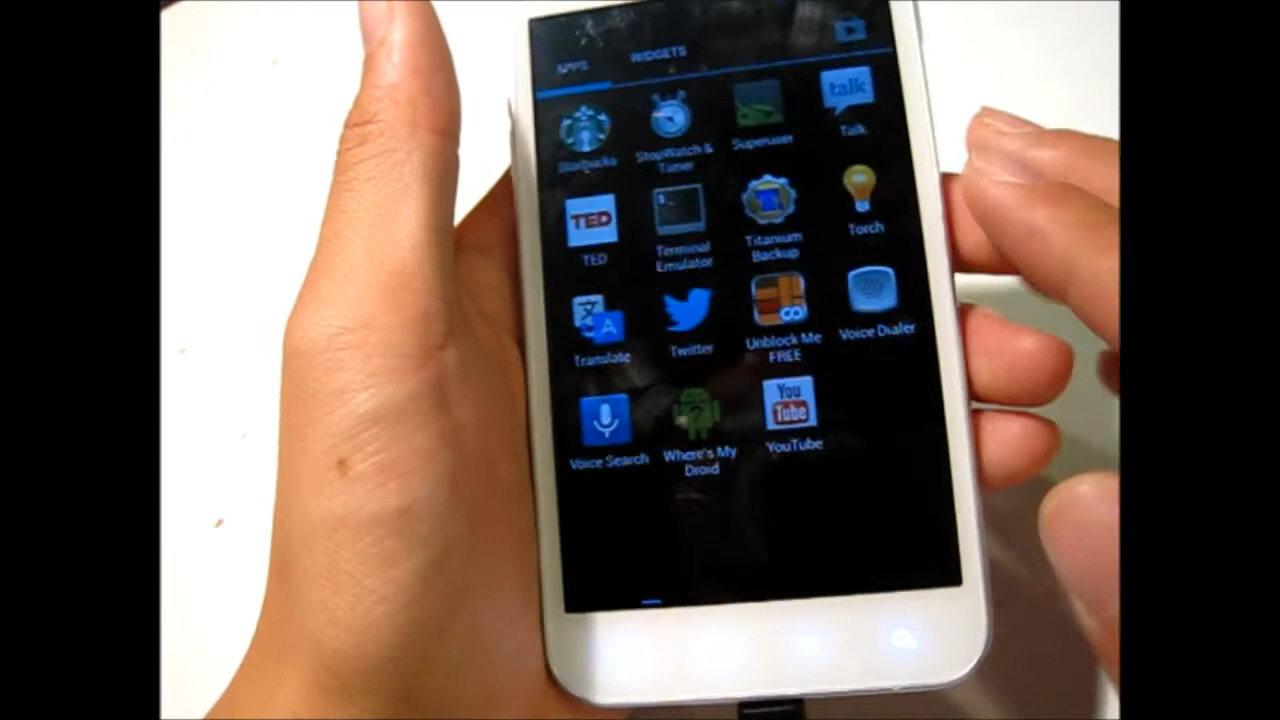 APPS
WIDGETS
Starbucks
StopWatch &
Timer
Superuser
talk
Talk
TED
TED
$_
Terminal
Emulator
Titanium
Backup
Torch
文
A
Translate
Twitter
Unblock Me
FREE
Voice Dialer
Voice Search
Where's My
Droid
You
Tube
YouTube